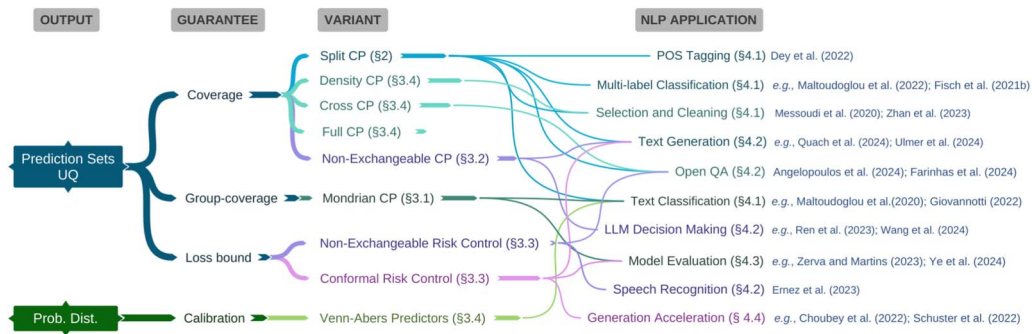 OUTPUT GUARANTEE VARIANT NLP APPLICATION
Split CP (§2) POS Tagging (§4.1) Dey et al. (2022)
Density CP (§3.4) Multi-label Classification (§4.1) e.g., Maltoudoglou et al. (2022); Fisch et al. (2021b)
Coverage Cross CP (§3.4) Selection and Cleaning (§4.1) Messoudi et al. (2020); Zhan et al. (2023)
Full CP (§3.4) Text Generation (§4.2) e.g., Quach et al. (2024); Ulmer et al. (2024)
Prediction Sets
UQ
Non-Exchangeable CP (§3.2) Open QA (§4.2) Angelopoulos et al. (2024); Farinhas et al. (2024)
Group-coverage Mondrian CP (§3.1) Text Classification (§4.1) e.g., Maltoudoglou et al.(2020); Giovannotti (2022)
LLM Decision Making (§4.2) e.g., Ren et al. (2023); Wang et al. (2024)
Non-Exchangeable Risk Control (§3.3)
Loss bound Model Evaluation (§4.3) e.g., Zerva and Martins (2023); Ye et al. (2024)
Conformal Risk Control (§3.3) Speech Recognition (§4.2) Ernez et al. (2023)
Prob. Dist. Calibration Venn-Abers Predictors (§3.4) Generation Acceleration (§ 4.4) e.g., Choubey et al. (2022); Schuster et al. (2022)